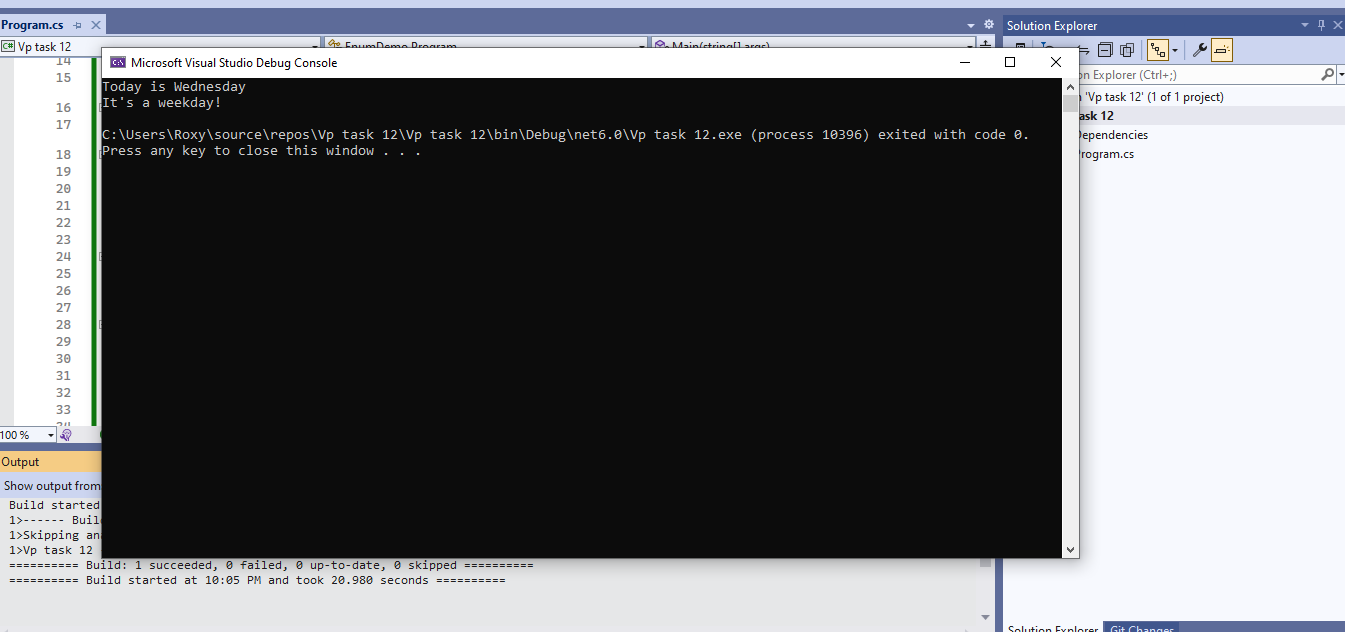 Program.cs
Solution Explorer
C# Vp task 12
EnumDemo.Program
Main(string[] args)
14
15
16
17
18
19
20
21
22
23
24
25
26
27
28
29
30
31
32
33
100 %
Microsoft Visual Studio Debug Console
Today is Wednesday
It's a weekday!
C:\Users\Roxy\source\repos\Vp task 12\Vp task 12\bin\Debug\net6.0\Vp task 12.exe (process 10396) exited with code 0.
Press any key to close this window . . .
Explorer (Ctrl+;)
'Vp task 12' (1 of 1 project)
12
Dependencies
Program.cs
Output
Show output from
Build started
1>------
1>Skipping
1>Vp task 12
========== Build: 1 succeeded, 0 failed, 0 up-to-date, 0 skipped ==========
========== Build started at 10:05 PM and took 20.980 seconds ==========
Solution Explorer
Git Changes